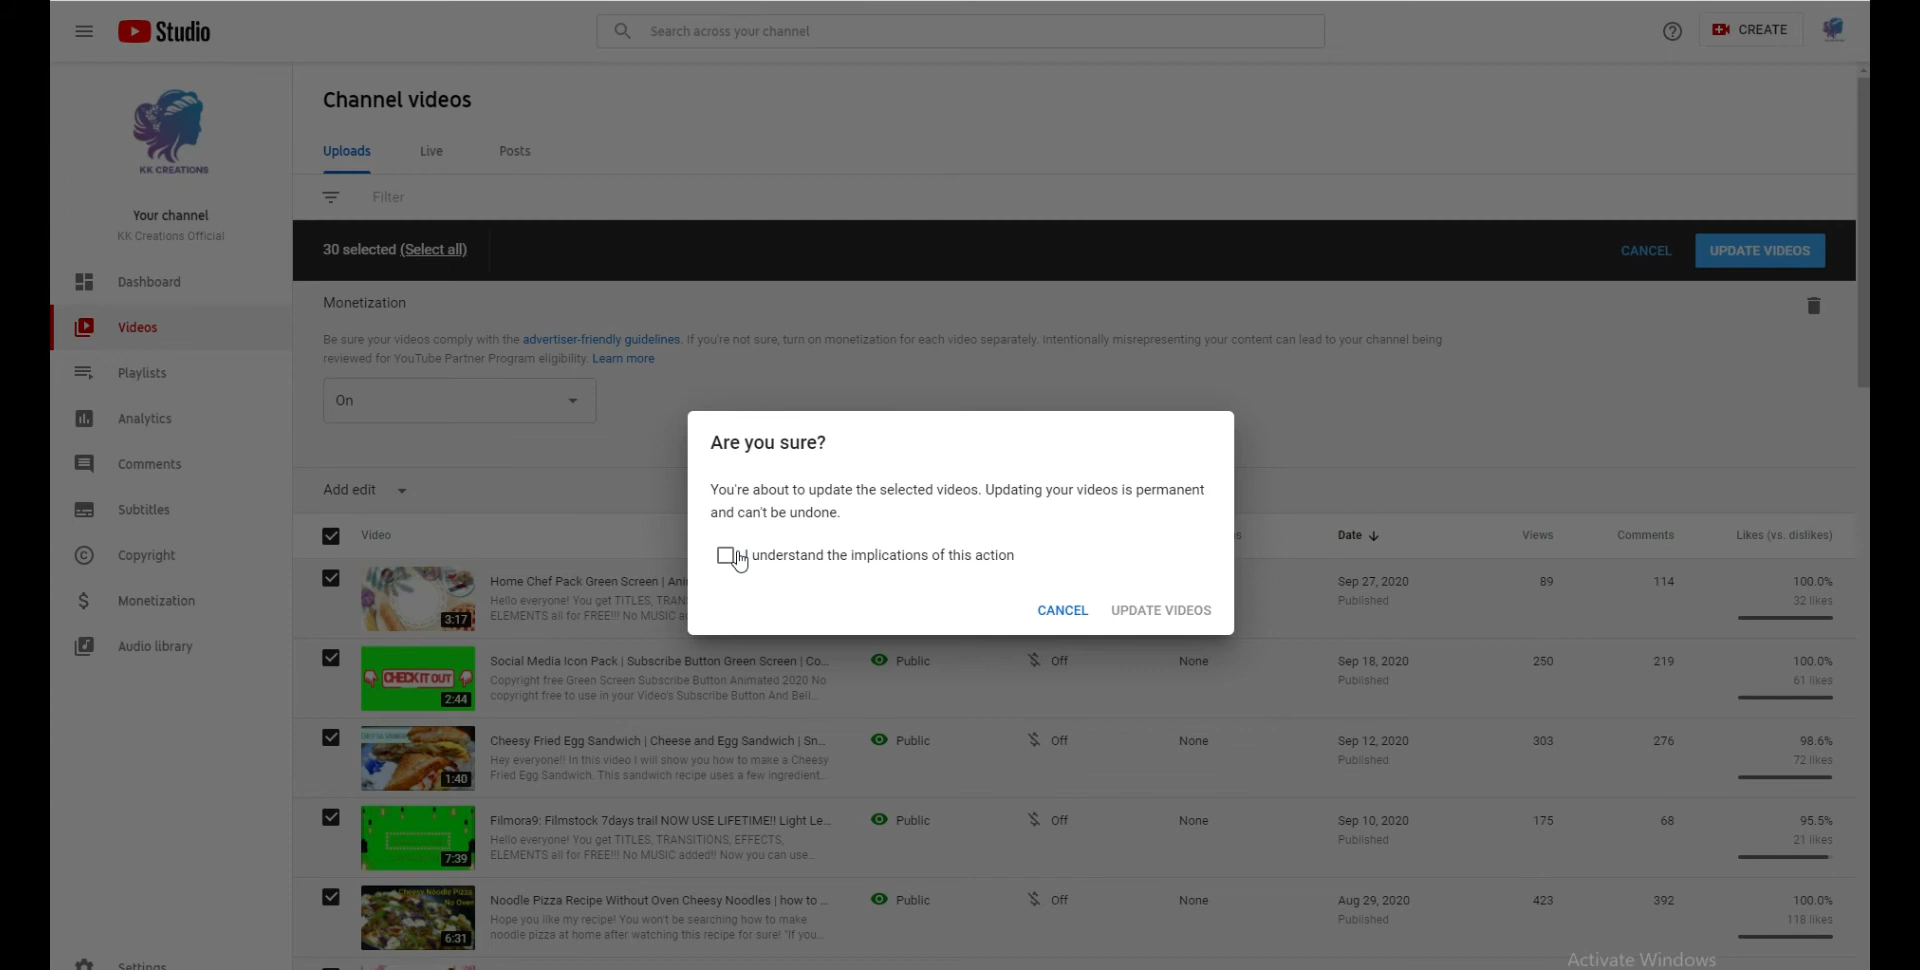 Studio
Search across your channel
CREATE
KK CREATIONS
Your channel
KK Creations Official
Dashboard
Videos
Playlists
Analytics
Comments
Subtitles
Copyright
Monetization
Audio library
Settings
Channel videos
Uploads Live Posts
Filter
30 selected (Select all)
CANCEL UPDATE VIDEOS
Monetization
Be sure your videos comply with the advertiser-friendly guidelines. If you're not sure, turn on monetization for each video separately. Intentionally misrepresenting your content can lead to your channel being
reviewed for YouTube Partner Program eligibility. Learn more
On
Are you sure?
You're about to update the selected videos. Updating your videos is permanent
and can't be undone.
I understand the implications of this action
CANCEL UPDATE VIDEOS
Add edit
Video Date Views Comments Likes (vs. dislikes)
3:17
Home Chef Pack Green Screen |
Hello everyone! You get TITLES,
ELEMENTS all for FREE!!! No MUSIC
Sep 27, 2020 89 114 100.0%
Published 32 likes
CHECK IT OUT
2:44
Social Media Icon Pack | Subscribe Button Green Screen | Co...
Copyright free Green Screen Subscribe Button Animated 2020 No
copyright free to use in your Video's Subscribe Button And Bell...
Public Off None Sep 18, 2020 250 219 100.0%
Published 61 likes
1:40
Cheesy Fried Egg Sandwich | Cheese and Egg Sandwich | Sn...
Hey everyone!! In this video I will show you how to make a Cheesy
Fried Egg Sandwich. This sandwich recipe uses a few ingredient...
Public Off None Sep 12, 2020 303 276 98.6%
Published 72 likes
7:39
Filmora9: Filmstock 7days trail NOW USE LIFETIME!! Light Le...
Hello everyone! You get TITLES, TRANSITIONS, EFFECTS,
ELEMENTS all for FREE!!! No MUSIC added!! Now you can use...
Public Off None Sep 10, 2020 175 68 95.5%
Published 21 likes
Cheesy Noodle Pizza
No Oven
6:31
Noodle Pizza Recipe Without Oven Cheesy Noodles | how to ...
Hope you like my recipe! You won't be searching how to make
noodle pizza at home after watching this recipe for sure! "If you...
Public Off None Aug 29, 2020 423 392 100.0%
Published 118 likes
Activate Windows